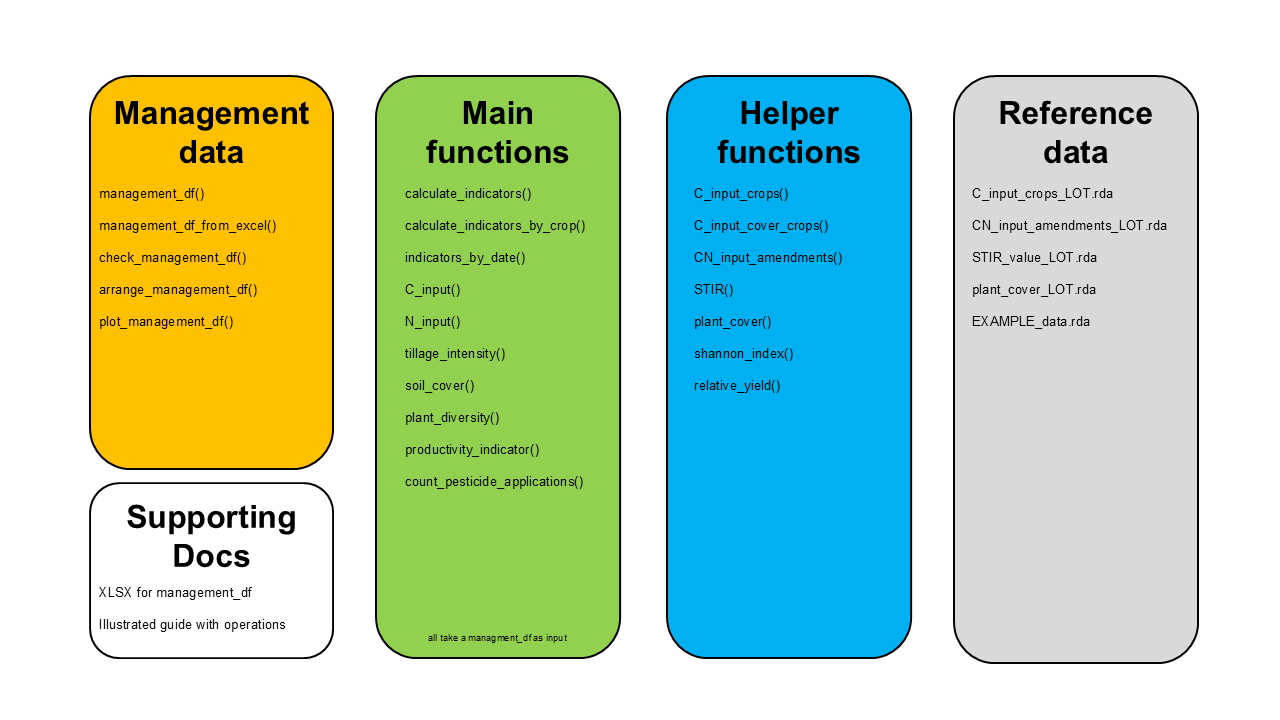 Management
data
management_df()
management_df_from_excel()
check_management_df()
arrange_management_df()
plot_management_df()
Supporting
Docs
XLSX for management_df
Illustrated guide with operations
Main
functions
calculate_indicators()
calculate_indicators_by_crop()
indicators_by_date()
C_input()
N_input()
tillage_intensity()
soil_cover()
plant_diversity()
productivity_indicator()
count_pesticide_applications()
all take a managment_df as input
Helper
functions
C_input_crops()
C_input_cover_crops()
CN_input_amendments()
STIR()
plant_cover()
shannon_index()
relative_yield()
Reference
data
C_input_crops_LOT.rda
CN_input_amendments_LOT.rda
STIR_value_LOT.rda
plant_cover_LOT.rda
EXAMPLE_data.rda